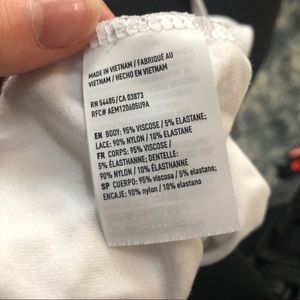 MADE IN VIETNAM / FABRIQUÉ AU
VIETNAM / HECHO EN VIETNAM
RN 54485/CA 03873
RFC# AEM120605U9A
EN BODY: 95% VISCOSE / 5% ELASTANE;
LACE: 90% NYLON / 10% ELASTANE
FR CORPS: 95% VISCOSE /
5% ÉLASTHANNE; DENTELLE:
90% NYLON / 10% ÉLASTHANNE
SP CUERPO: 95% viscosa / 5% elastano;
ENCAJE: 90% nylon / 10% elastano